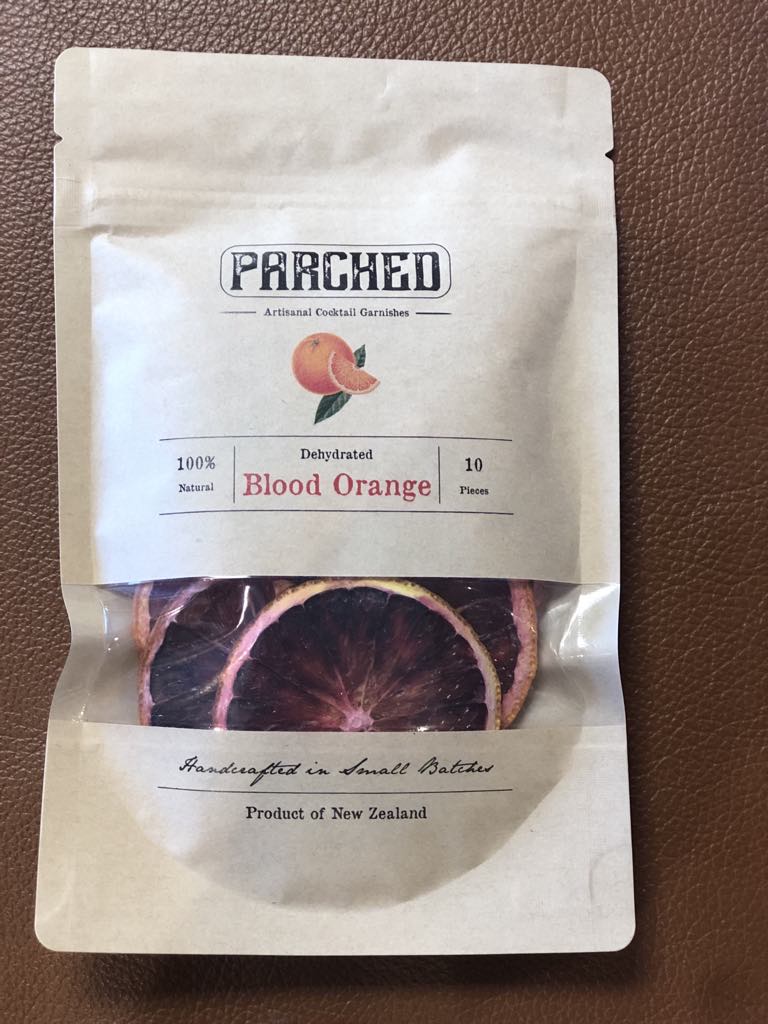 PARCHED
Artisanal Cocktail Garnishes
100%
Natural
Dehydrated
Blood Orange
10
Pieces
Handcrafted in Small Batches
Product of New Zealand